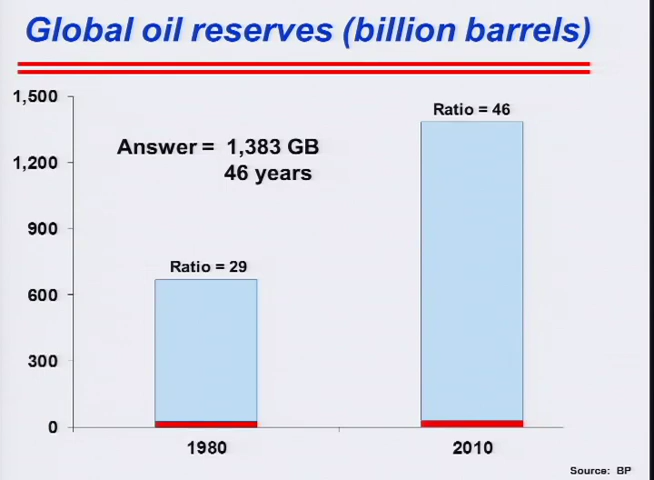 Global oil reserves (billion barrels)
1,500
Ratio = 46
Answer = 1,383 GB
46 years
1,200
900
Ratio = 29
600
300
0
1980 2010
Source: BP